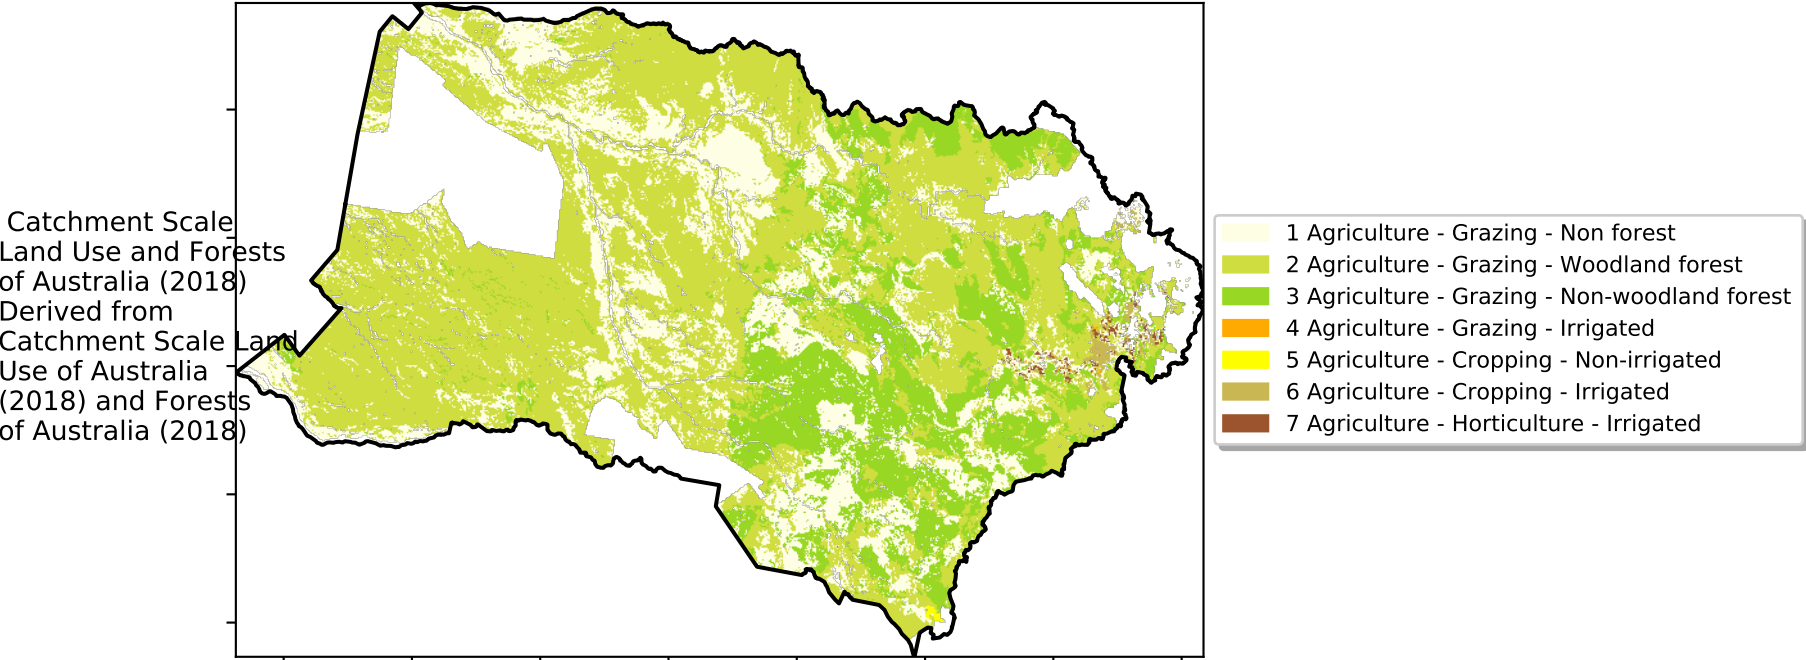 Catchment Scale
Land Use and Forests
of Australia (2018)
Derived from
Catchment Scale Land
Use of Australia
(2018) and Forests
of Australia (2018)
1 Agriculture - Grazing - Non forest
2 Agriculture - Grazing - Woodland forest
3 Agriculture - Grazing - Non-woodland forest
4 Agriculture - Grazing - Irrigated
5 Agriculture - Cropping - Non-irrigated
6 Agriculture - Cropping - Irrigated
7 Agriculture - Horticulture - Irrigated